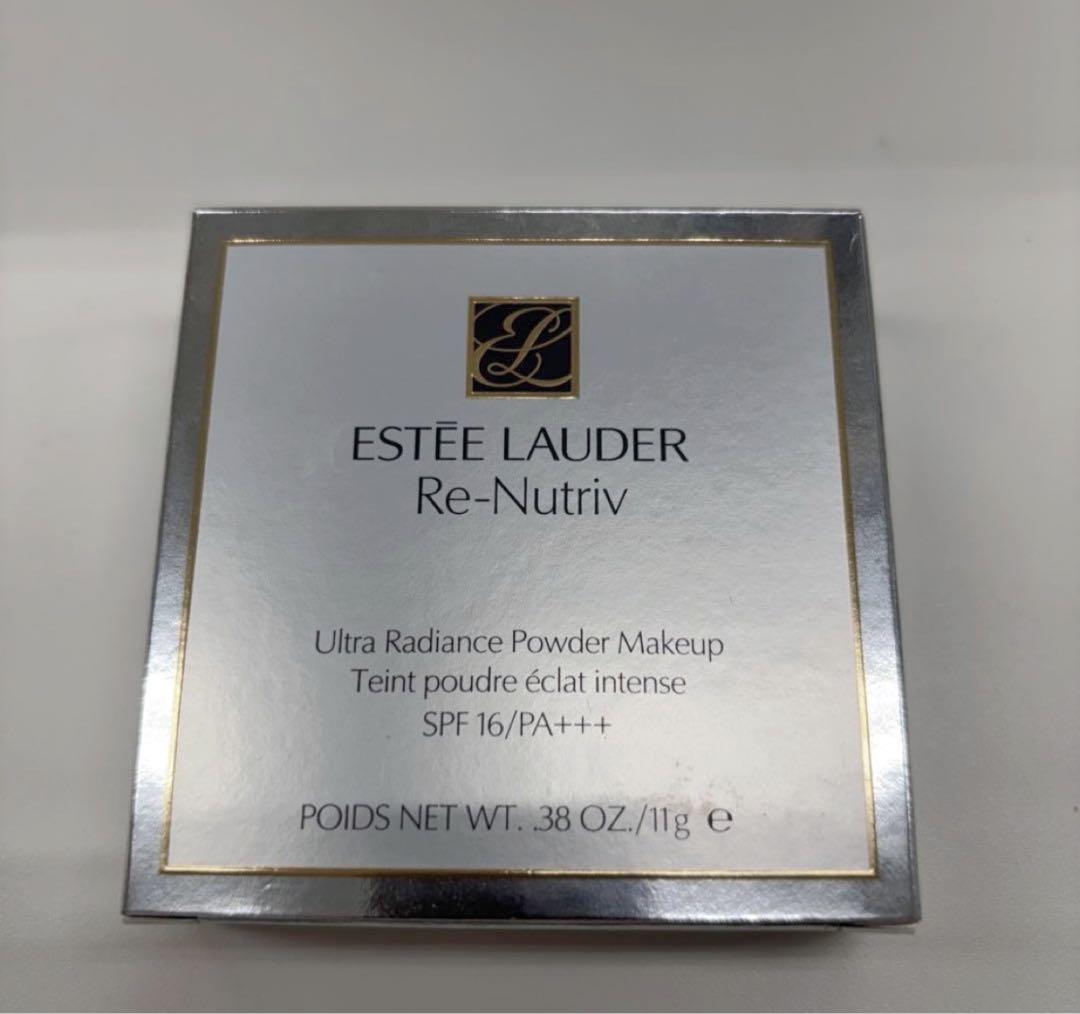 EL
ESTĒE LAUDER
Re-Nutriv
Ultra Radiance Powder Makeup
Teint poudre éclat intense
SPF 16/PA+++
POIDS NET WT. .38 OZ./11g ℮